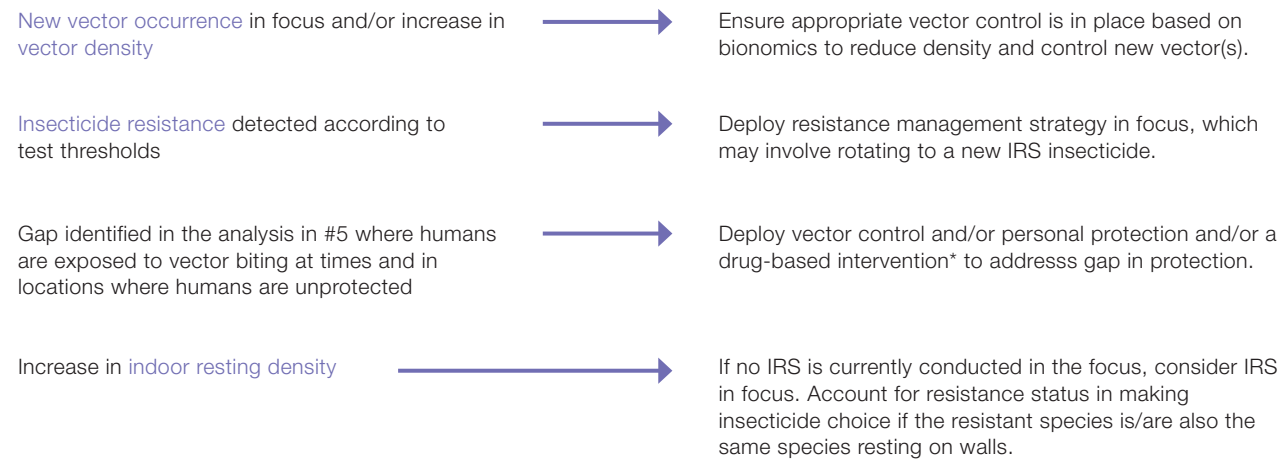 New vector occurrence in focus and/or increase in
vector density
Ensure appropriate vector control is in place based on
bionomics to reduce density and control new vector(s).
Insecticide resistance detected according to
test thresholds
Deploy resistance management strategy in focus, which
may involve rotating to a new IRS insecticide.
Gap identified in the analysis in #5 where humans
are exposed to vector biting at times and in
locations where humans are unprotected
Deploy vector control and/or personal protection and/or a
drug-based intervention* to addresss gap in protection.
Increase in indoor resting density
If no IRS is currently conducted in the focus, consider IRS
in focus. Account for resistance status in making
insecticide choice if the resistant species is/are also the
same species resting on walls.